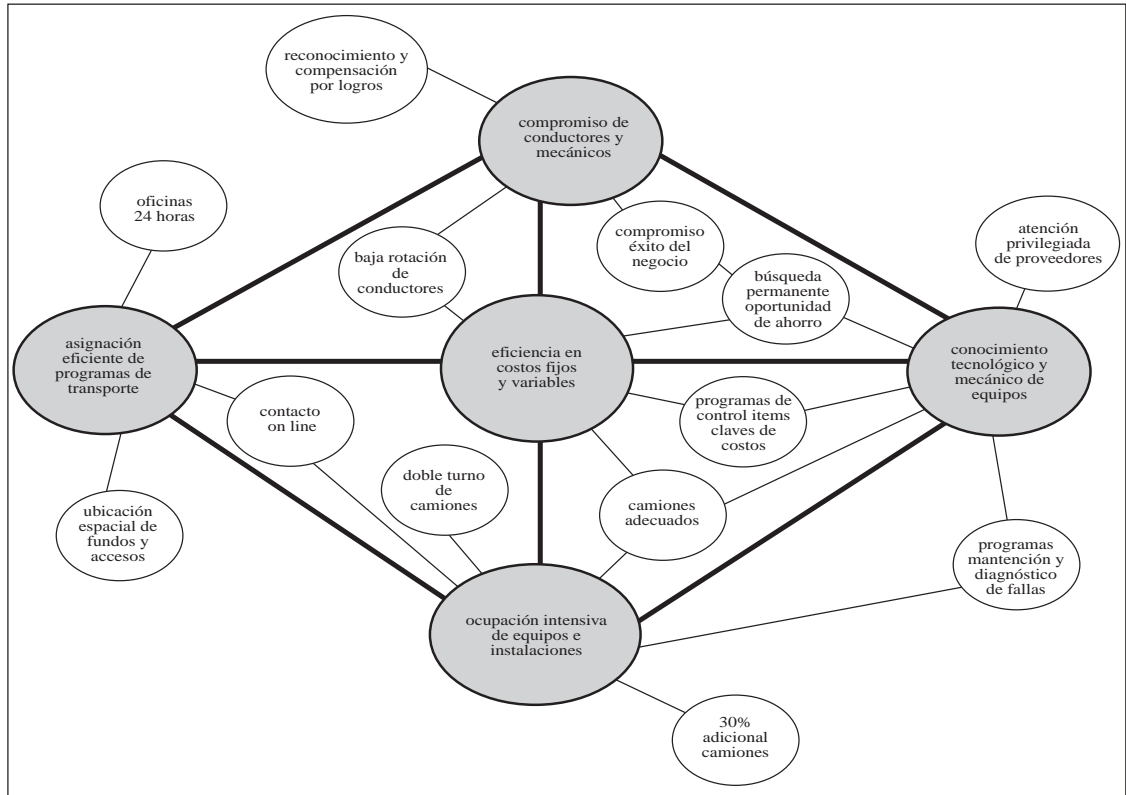 reconocimiento y
compensación
por logros
compromiso de
conductores y
mecánicos
oficinas
24 horas
baja rotación
de
conductores
compromiso
éxito del
negocio
búsqueda
permanente
oportunidad
de ahorro
atención
privilegiada
de proveedores
asignación
eficiente de
programas de
transporte
eficiencia en
costos fijos
y variables
conocimiento
tecnológico y
mecánico de
equipos
contacto
on line
programas de
control items
claves de
costos
doble turno
de
camiones
camiones
adecuados
ubicación
espacial de
fundos y
accesos
programas
mantención y
diagnóstico
de fallas
ocupación intensiva
de equipos e
instalaciones
30%
adicional
camiones